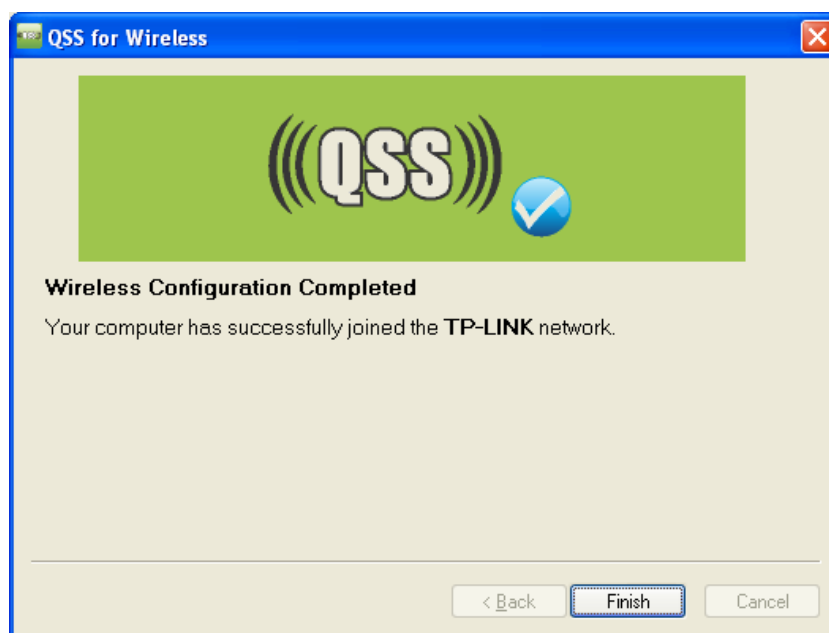 QSS for Wireless
QSS
Wireless Configuration Completed
Your computer has successfully joined the TP-LINK network.
< Back Finish Cancel